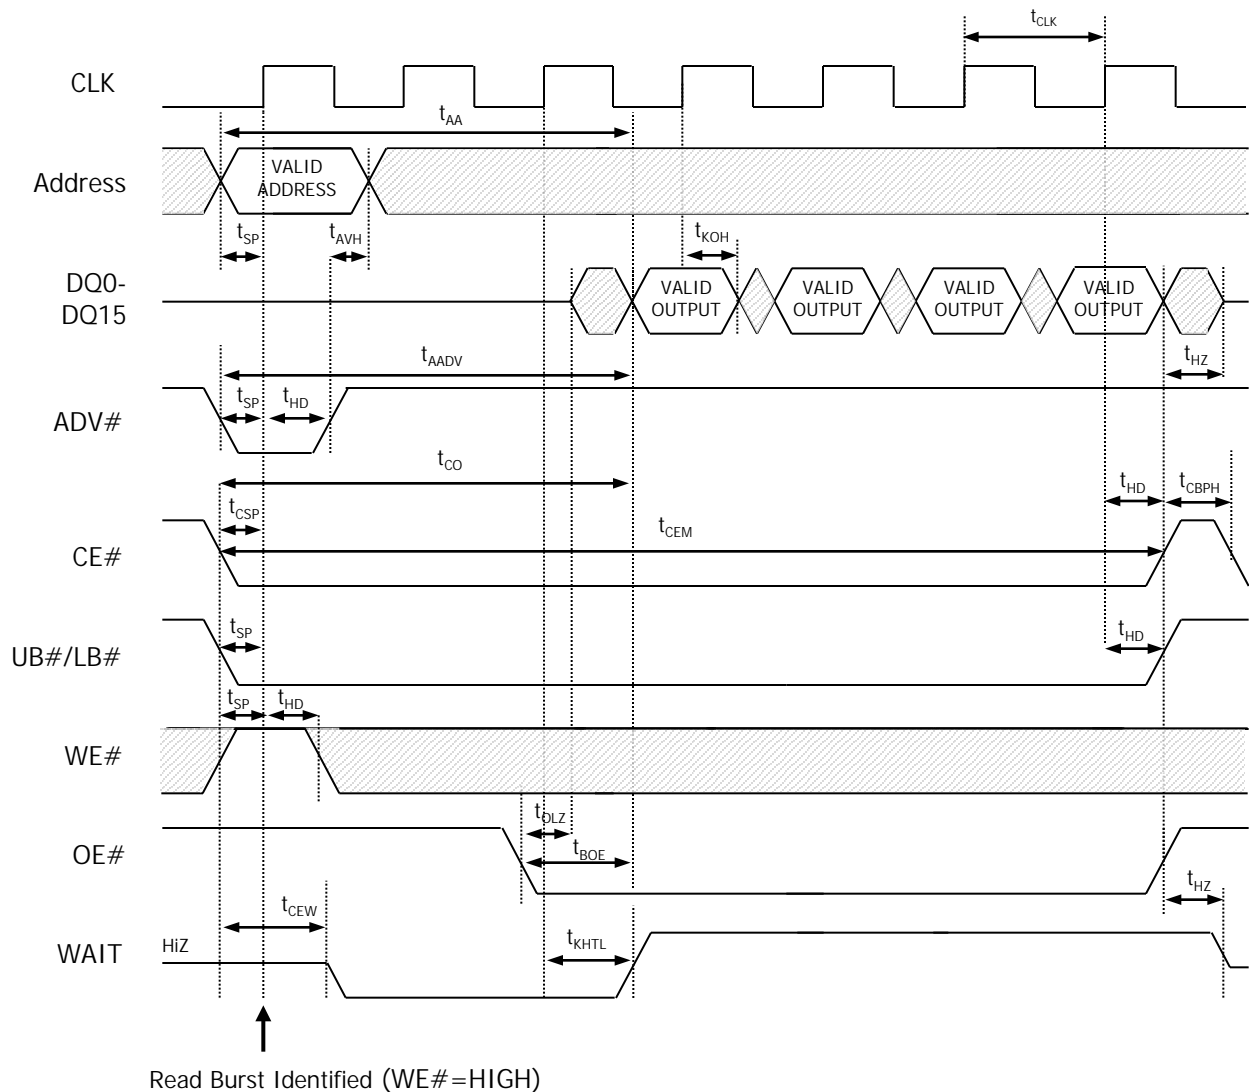 tCLK
CLK
tAA
Address
VALID
ADDRESS
tSP
tAVH
tKOH
DQ0-
DQ15
VALID
OUTPUT
VALID
OUTPUT
VALID
OUTPUT
VALID
OUTPUT
tHZ
tAADV
ADV#
tSP
tHD
tCO
tHD
tCBPH
tCSP
tCEM
CE#
tSP
tHD
UB#/LB#
tSP
tHD
WE#
tOLZ
tBOE
OE#
tHZ
tCEW
WAIT
HiZ
tKHTL
Read Burst Identified (WE#=HIGH)